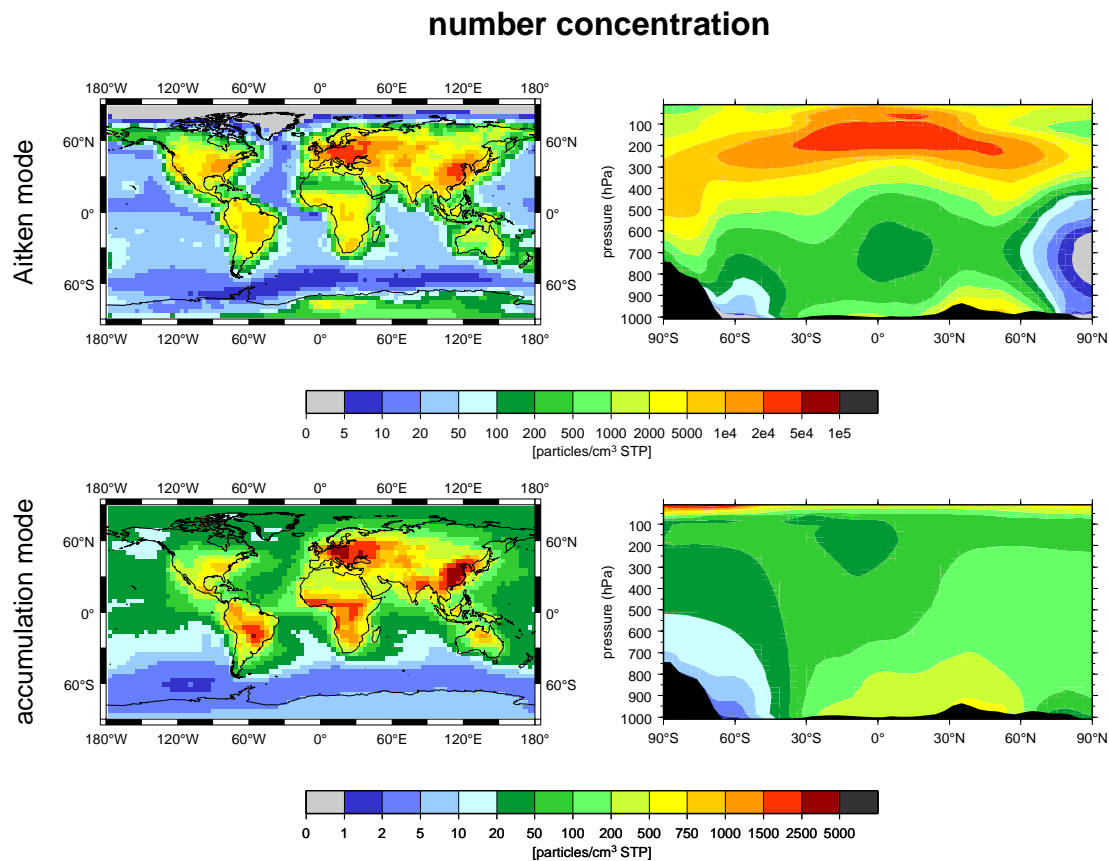 number concentration
Aitken mode
180°W 120°W 60°W 0° 60°E 120°E 180°
60°N 60°N
0° 0°
60°S 60°S
180°W 120°W 60°W 0° 60°E 120°E 180°
pressure (hPa)
100
200
300
400
500
600
700
800
900
1000
90°S 60°S 30°S 0° 30°N 60°N 90°N
0 5 10 20 50 100 200 500 1000 2000 5000 1e4 2e4 5e4 1e5
[particles/cm³ STP]
accumulation mode
180°W 120°W 60°W 0° 60°E 120°E 180°
60°N 60°N
0° 0°
60°S 60°S
180°W 120°W 60°W 0° 60°E 120°E 180°
pressure (hPa)
100
200
300
400
500
600
700
800
900
1000
90°S 60°S 30°S 0° 30°N 60°N 90°N
0 1 2 5 10 20 50 100 500 750 1000 1500 2500 5000
[particles/cm³ STP]